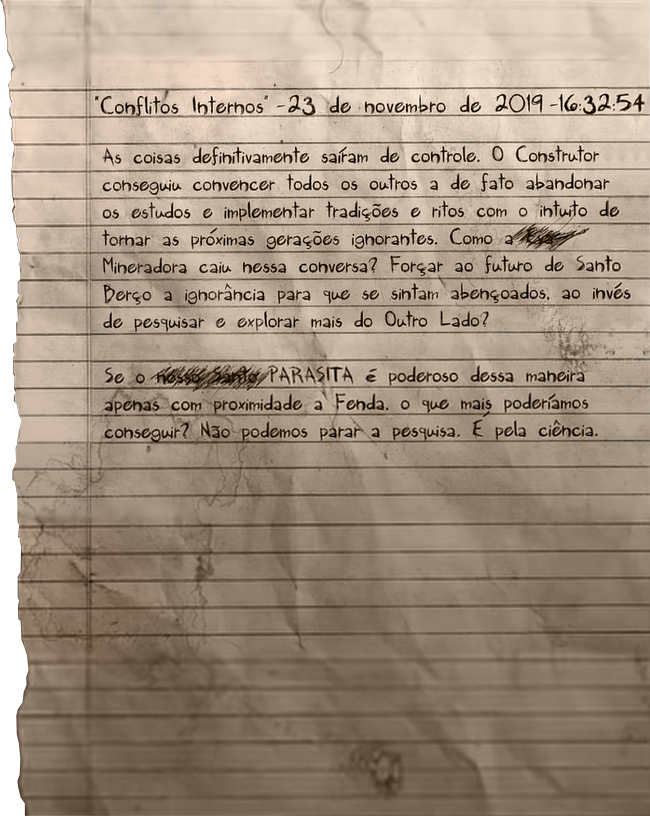 "Conflitos Internos" - 23 de novembro de 2019 - 16:32:54
As coisas definitivamente saíram de controle. O Construtor
conseguiu convencer todos os outros a de fato abandonar
os estudos e implementar tradições e ritos com o intuito de
tornar as próximas gerações ignorantes. Como a
Mineradora caiu nessa conversa? Forçar ao futuro de Santo
Berço a ignorância para que se sintam abençoados, ao invés
de pesquisar e explorar mais do Outro Lado?
Se o PARASITA é poderoso dessa maneira
apenas com proximidade a Fenda, o que mais poderíamos
conseguir? Não podemos parar a pesquisa. É pela ciência.